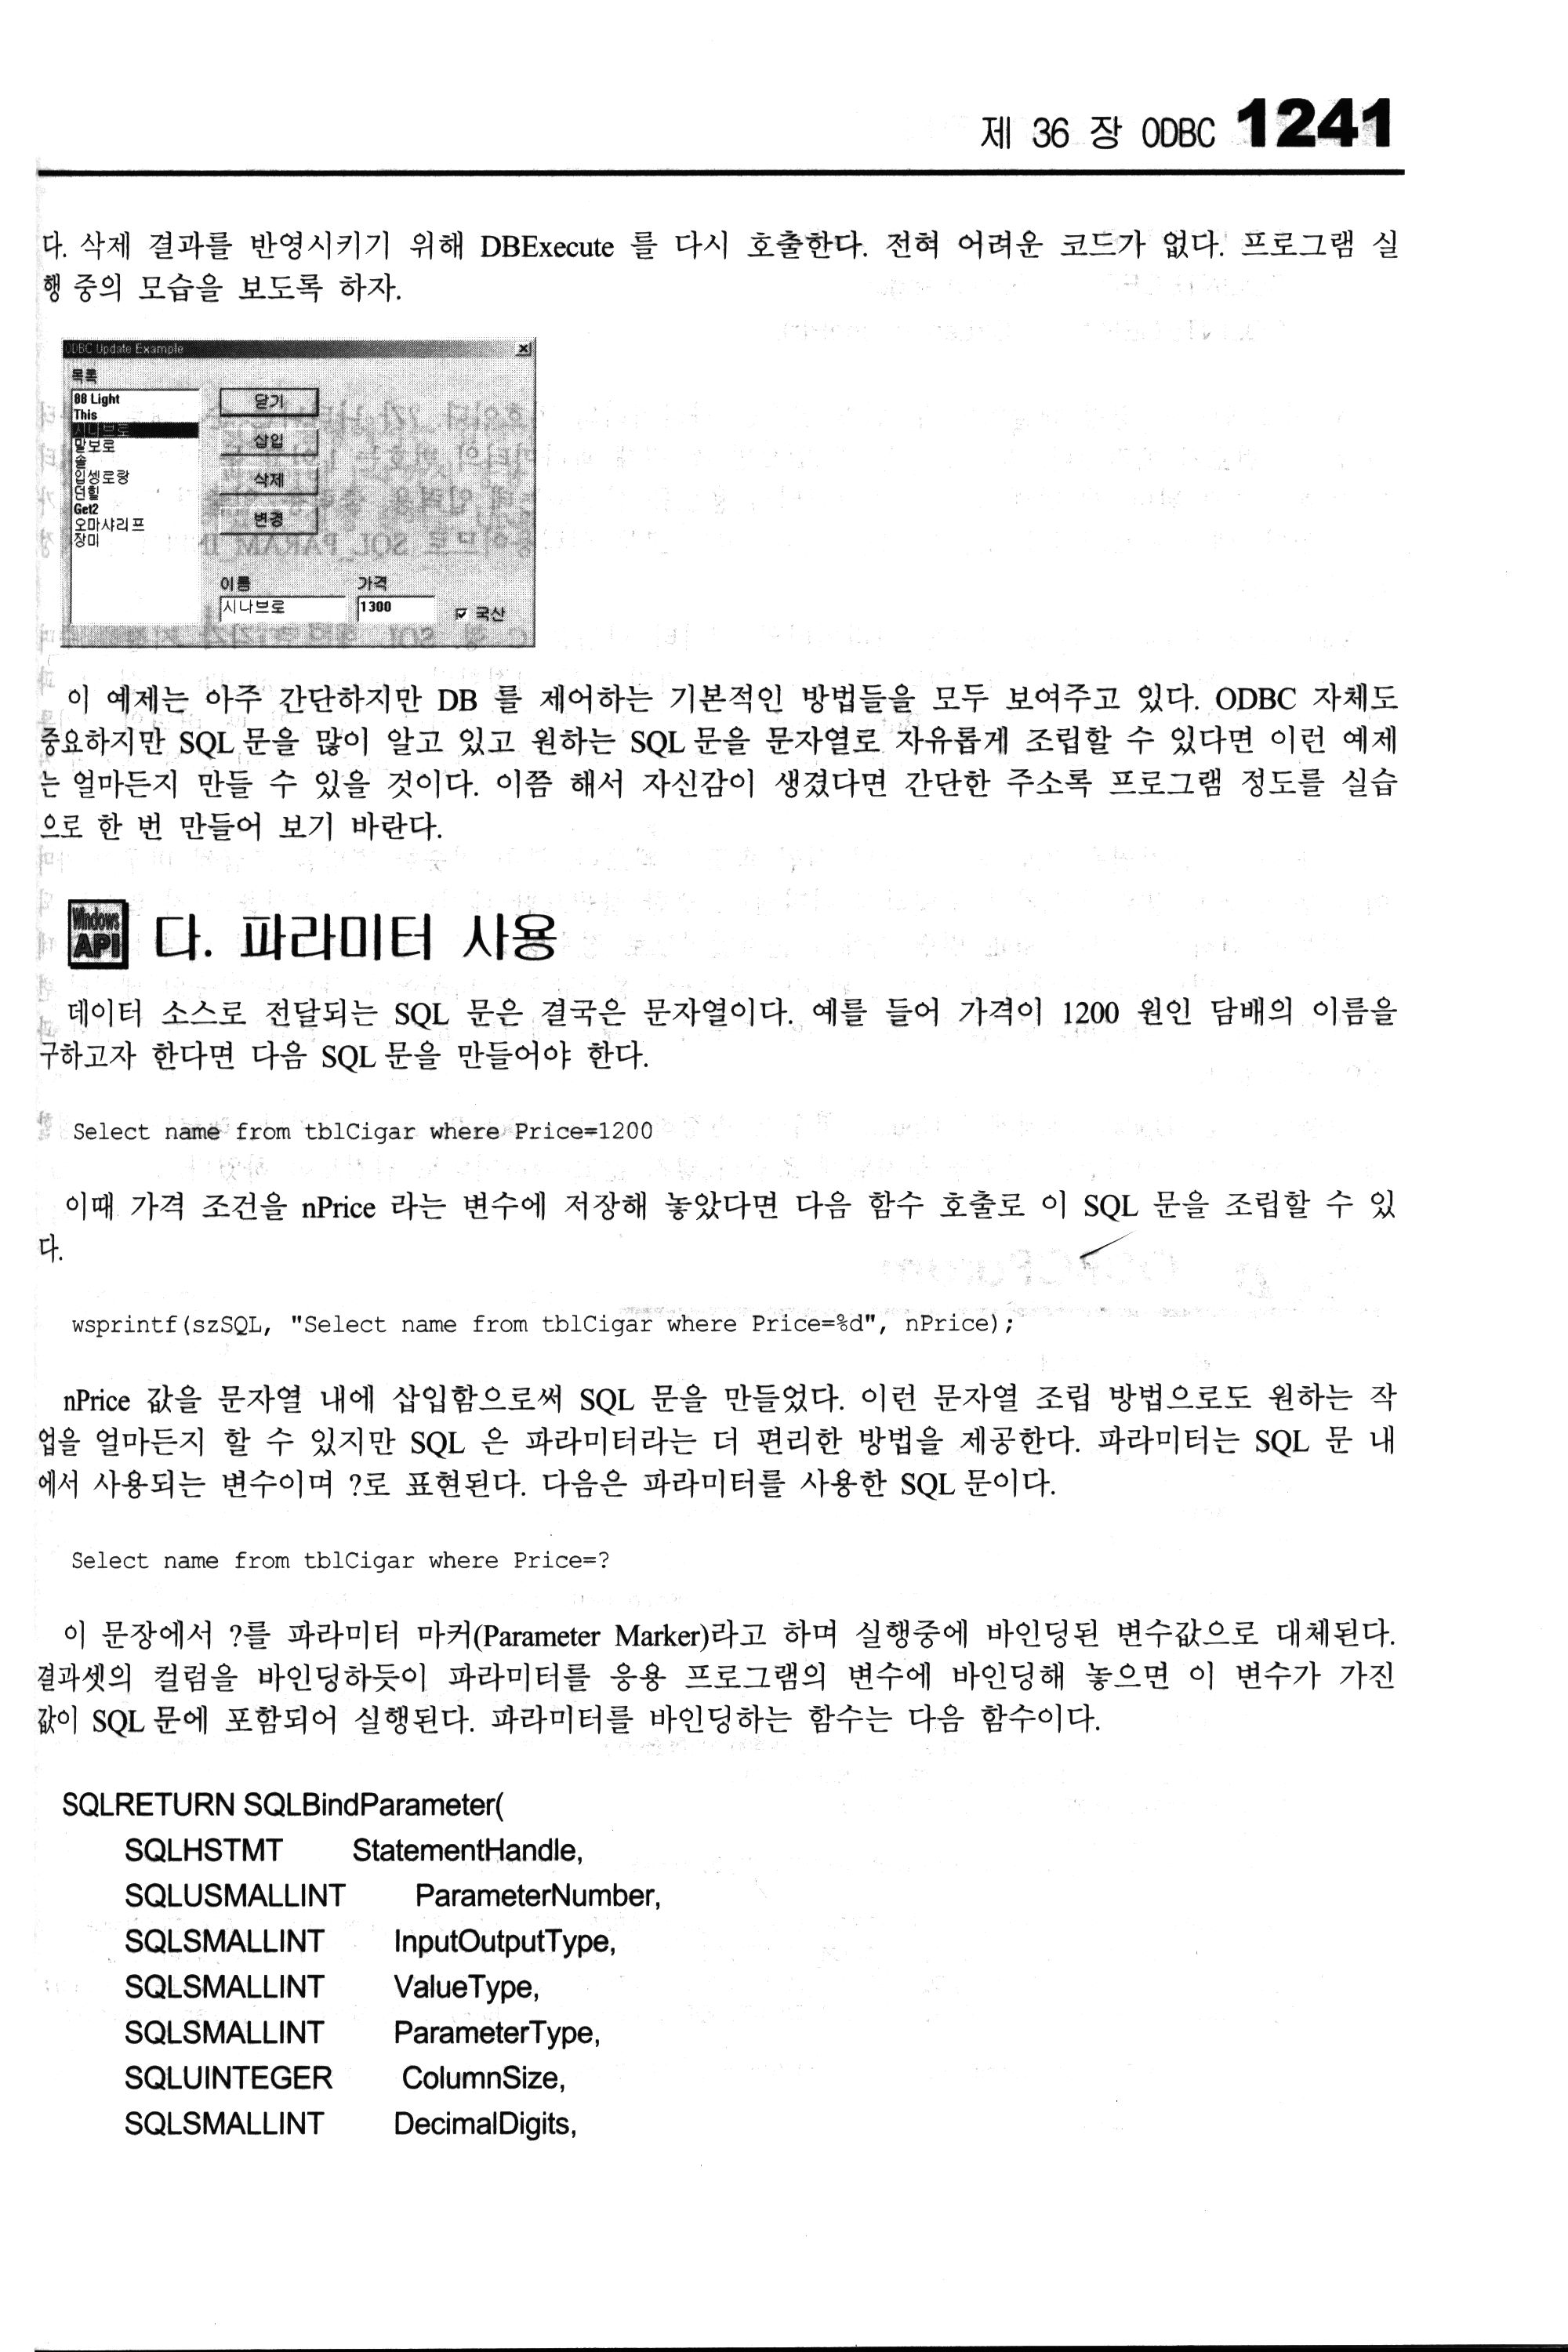 제 36 장 ODBC 1241
다. 삭제 결과를 반영시키기 위해 DBExecute 를 다시 호출한다. 전혀 어려운 코드가 없다. 프로그램 실
행 중의 모습을 보도록 하자.
ODBC Update Example
목록
88 Light
This
시나브로
말보로
솔
입셍로랑
던힐
Get2
오마샤리프
장미
닫기
삽입
삭제
변경
이름
가격
시나브로
1300
국산
이 예제는 아주 간단하지만 DB 를 제어하는 기본적인 방법들을 모두 보여주고 있다. ODBC 자체도
중요하지만 SQL 문을 많이 알고 있고 원하는 SQL 문을 문자열로 자유롭게 조립할 수 있다면 이런 예제
는 얼마든지 만들 수 있을 것이다. 이쯤 해서 자신감이 생겼다면 간단한 주소록 프로그램 정도를 실습
으로 한 번 만들어 보기 바란다.
Windows
API
다. 파라미터 사용
데이터 소스로 전달되는 SQL 문은 결국은 문자열이다. 예를 들어 가격이 1200 원인 담배의 이름을
구하고자 한다면 다음 SQL 문을 만들어야 한다.
Select name from tblCigar where Price=1200
이때 가격 조건을 nPrice 라는 변수에 저장해 놓았다면 다음 함수 호출로 이 SQL 문을 조립할 수 있
다.
wsprintf(szSQL, "Select name from tblCigar where Price=%d", nPrice);
nPrice 값을 문자열 내에 삽입함으로써 SQL 문을 만들었다. 이런 문자열 조립 방법으로도 원하는 작
업을 얼마든지 할 수 있지만 SQL 은 파라미터라는 더 편리한 방법을 제공한다. 파라미터는 SQL 문 내
에서 사용되는 변수이며 ?로 표현된다. 다음은 파라미터를 사용한 SQL 문이다.
Select name from tblCigar where Price=?
이 문장에서 ?를 파라미터 마커(Parameter Marker)라고 하며 실행중에 바인딩된 변수값으로 대체된다.
결과셋의 컬럼을 바인딩하듯이 파라미터를 응용 프로그램의 변수에 바인딩해 놓으면 이 변수가 가진
값이 SQL 문에 포함되어 실행된다. 파라미터를 바인딩하는 함수는 다음 함수이다.
SQLRETURN SQLBindParameter(
SQLHSTMT StatementHandle,
SQLUSMALLINT ParameterNumber,
SQLSMALLINT InputOutputType,
SQLSMALLINT ValueType,
SQLSMALLINT ParameterType,
SQLUINTEGER ColumnSize,
SQLSMALLINT DecimalDigits,